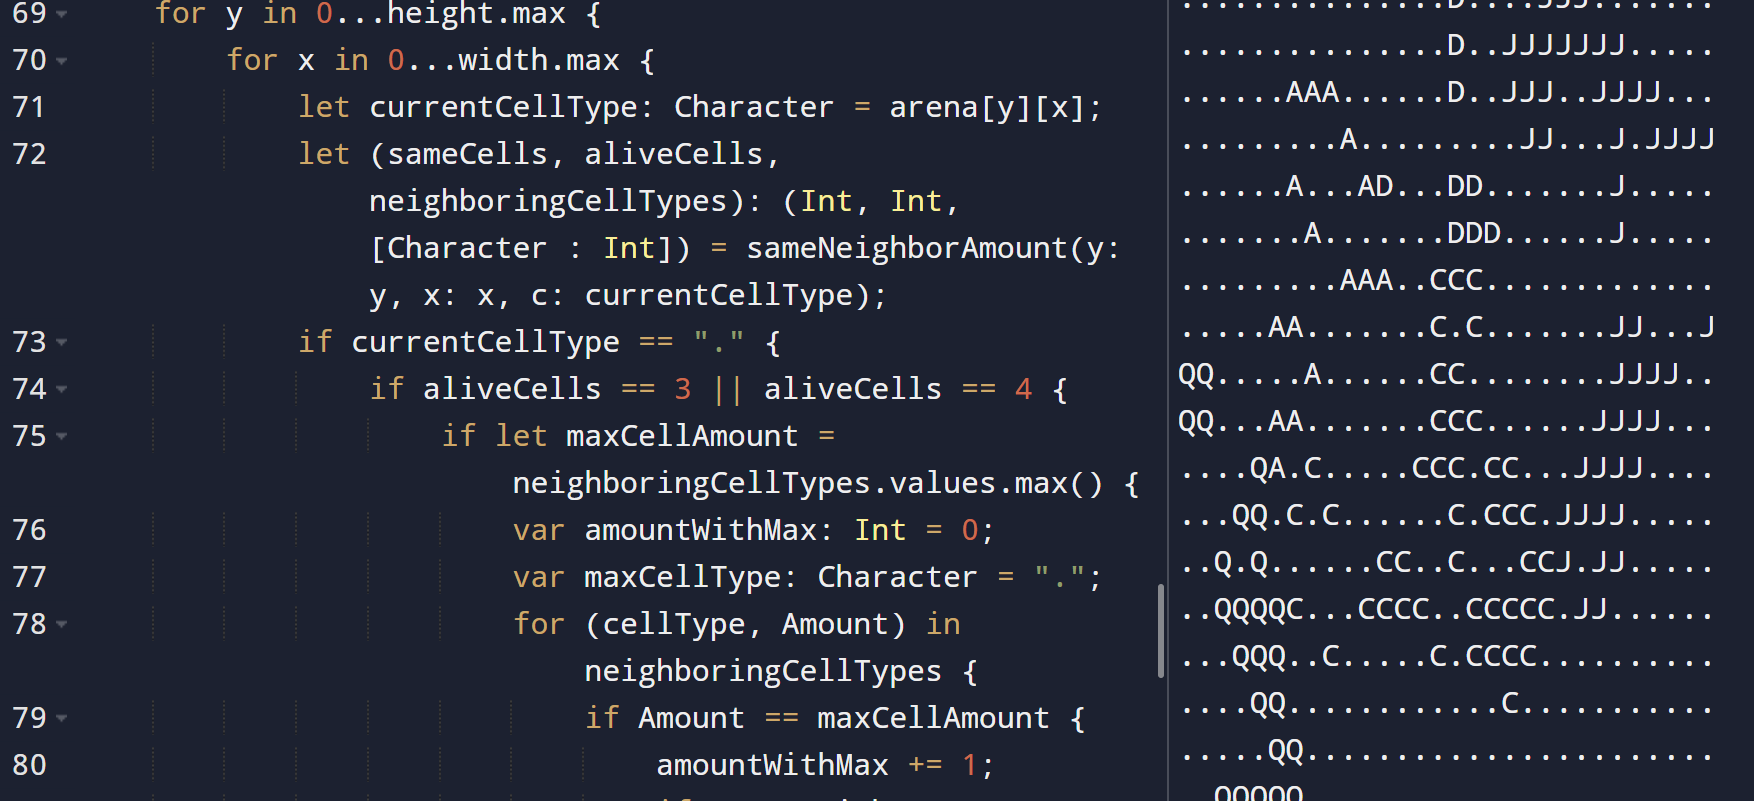 69 for y in 0...height.max {
70 for x in 0...width.max {
71 let currentCellType: Character = arena[y][x];
72 let (sameCells, aliveCells,
neighboringCellTypes): (Int, Int,
[Character : Int]) = sameNeighborAmount(y:
y, x: x, c: currentCellType);
73 if currentCellType == "." {
74 if aliveCells == 3 || aliveCells == 4 {
75 if let maxCellAmount =
neighboringCellTypes.values.max() {
76 var amountWithMax: Int = 0;
77 var maxCellType: Character = ".";
78 for (cellType, Amount) in
neighboringCellTypes {
79 if Amount == maxCellAmount {
80 amountWithMax += 1;
...............D....JJJ.......
...............D..JJJJJJJ.....
......AAA......D..JJJ..JJJJ...
.........A.........JJ...J.JJJJ
......A...AD...DD.......J.....
.......A.......DDD......J.....
.........AAA..CCC.............
.....AA.......C.C.......JJ...J
QQ.....A......CC........JJJJ..
QQ...AA.......CCC......JJJJ...
....QA.C.....CCC.CC...JJJJ....
...QQ.C.C......C.CCC.JJJJ.....
..Q.Q......CC..C...CCJ.JJ.....
..QQQQC...CCCC..CCCCC.JJ......
...QQQ..C.....C.CCCC..........
....QQ............C...........
.....QQ.......................
..QQQQQ.......................